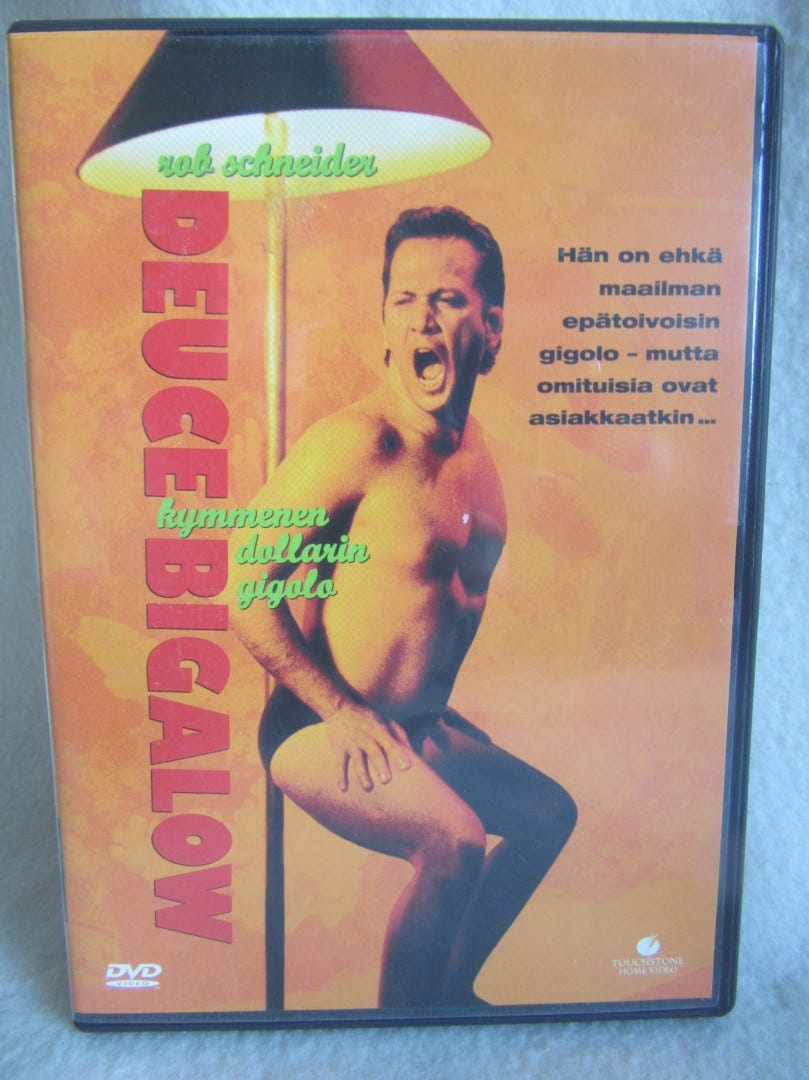 rob schneider
DEUCE BIGALOW
kymmenen
dollarin
gigolo
Hän on ehkä
maailman
epätoivoisin
gigolo – mutta
omituisia ovat
asiakkaatkin...
DVD
VIDEO
TOUCHSTONE
HOME VIDEO